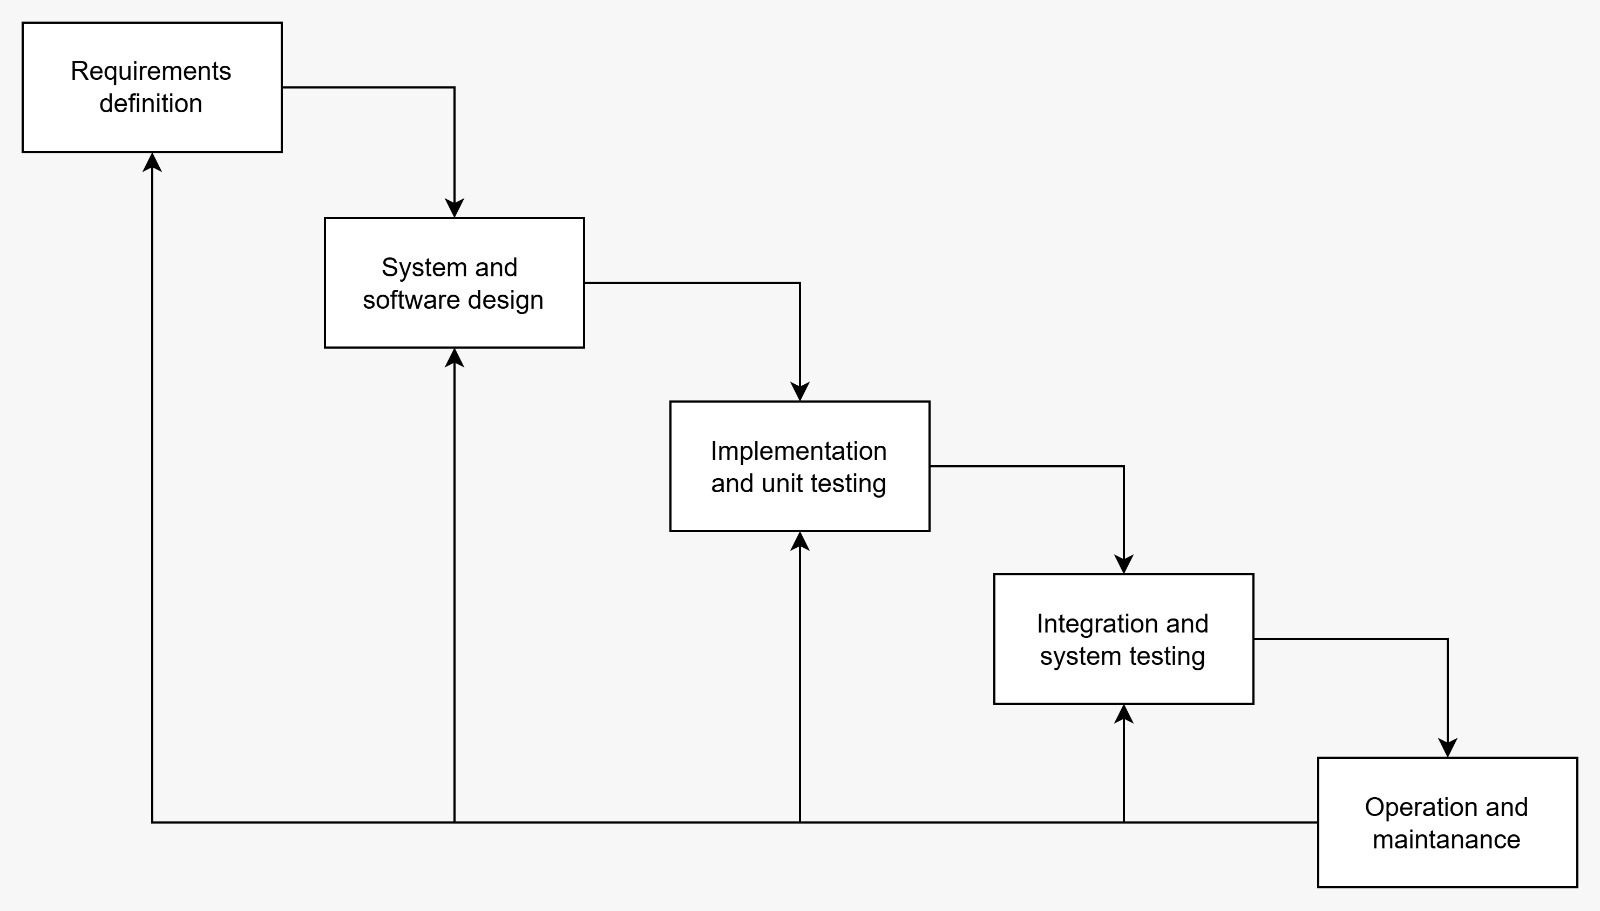 Requirements
definition
System and
software design
Implementation
and unit testing
Integration and
system testing
Operation and
maintanance